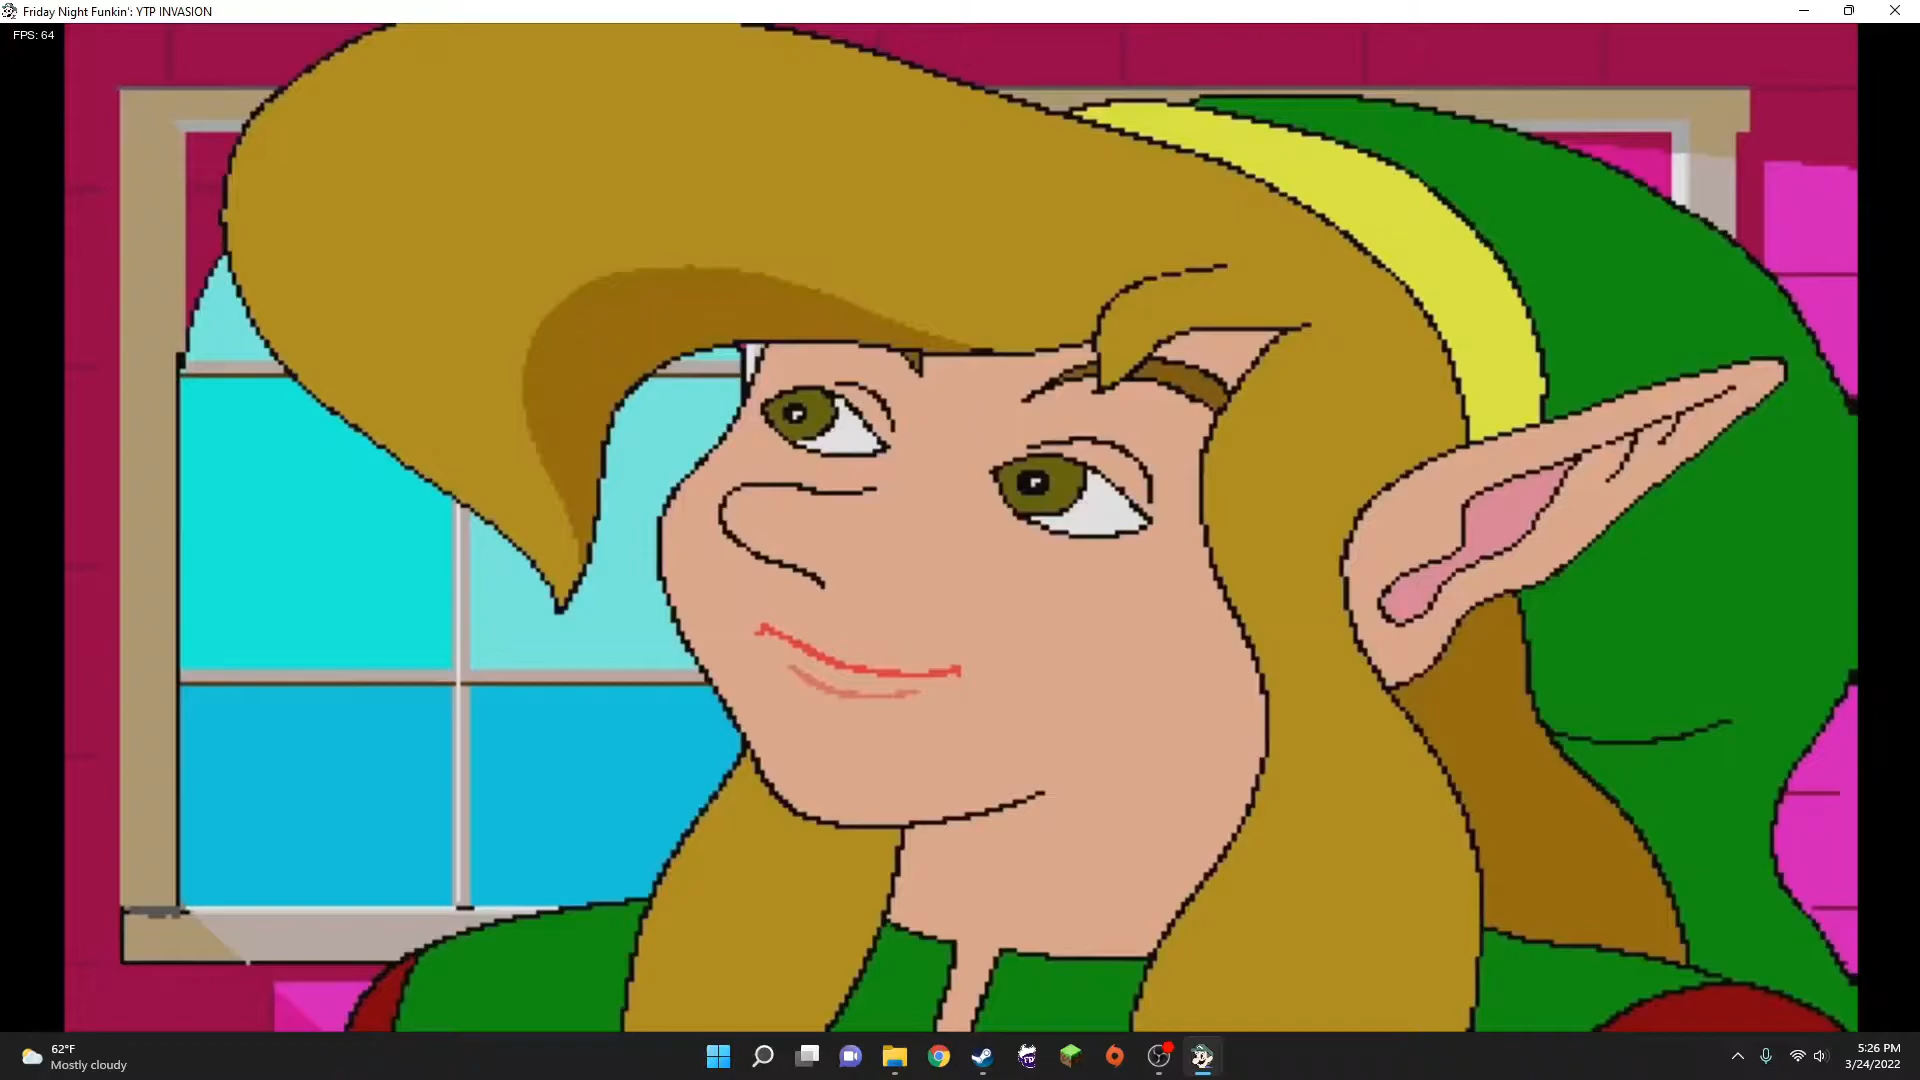 Friday Night Funkin': YTP INVASION
FPS: 64
62°F
Mostly cloudy
5:26 PM
3/24/2022